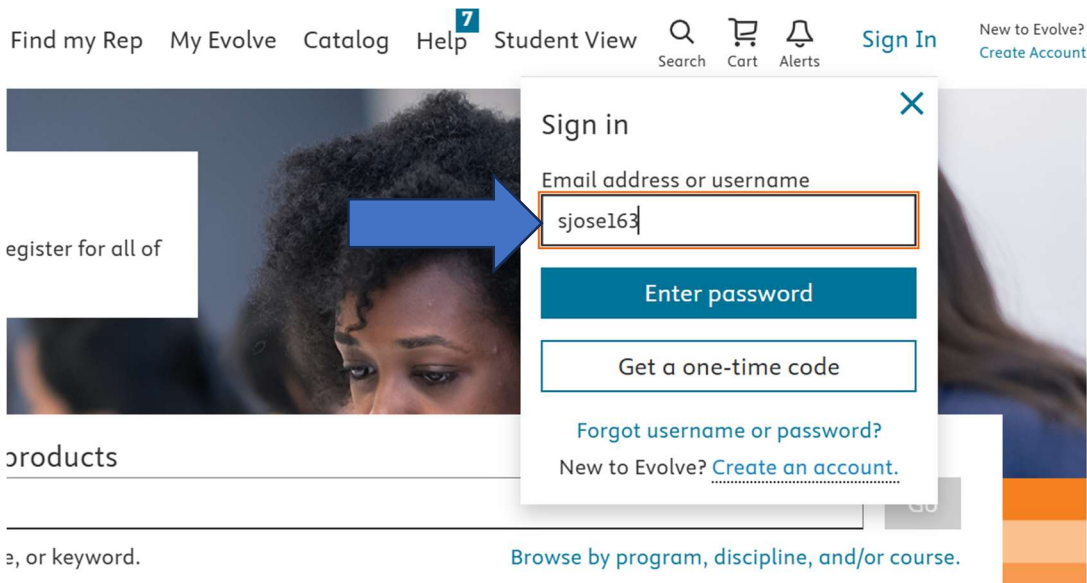 Find my Rep My Evolve Catalog Help 7 Student View Search Cart Alerts Sign In
New to Evolve?
Create Account
Sign in
Email address or username
sjose163
egister for all of
Enter password
Get a one-time code
Forgot username or password?
products
New to Evolve? Create an account.
e, or keyword.
Browse by program, discipline, and/or course.